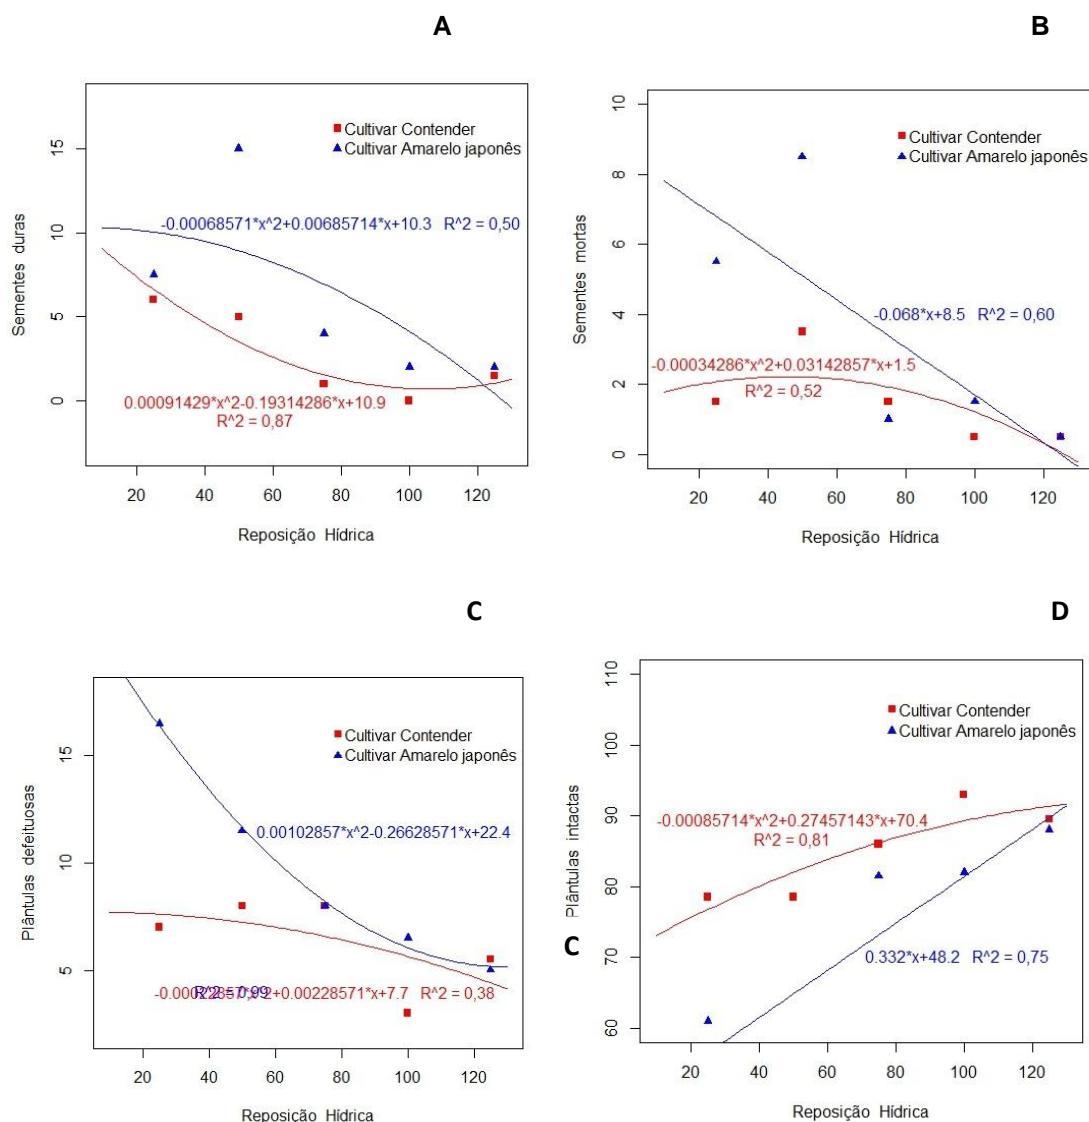 A
15
10
5
0
20
40
60
80
100
120
Sementes duras
Reposição Hídrica
Cultivar Contender
Cultivar Amarelo japonês
-0.00068571*x^2+0.00685714*x+10.3 R^2 = 0,50
0.00091429*x^2-0.19314286*x+10.9
R^2 = 0,87
B
10
8
6
4
2
0
20
40
60
80
100
120
Sementes mortas
Reposição Hídrica
Cultivar Contender
Cultivar Amarelo japonês
-0.068*x+8.5 R^2 = 0,60
-0.00034286*x^2+0.03142857*x+1.5
R^2 = 0,52
C
15
10
5
20
40
60
80
100
120
Plântulas defeituosas
Reposição Hídrica
Cultivar Contender
Cultivar Amarelo japonês
0.00102857*x^2-0.26628571*x+22.4
R^2 = 0,99
-0.00022857*x^2+0.00228571*x+7.7 R^2 = 0,38
D
110
100
90
80
70
60
20
40
60
80
100
120
Plântulas intactas
C
Reposição Hídrica
Cultivar Contender
Cultivar Amarelo japonês
-0.00085714*x^2+0.27457143*x+70.4
R^2 = 0,81
0.332*x+48.2 R^2 = 0,75